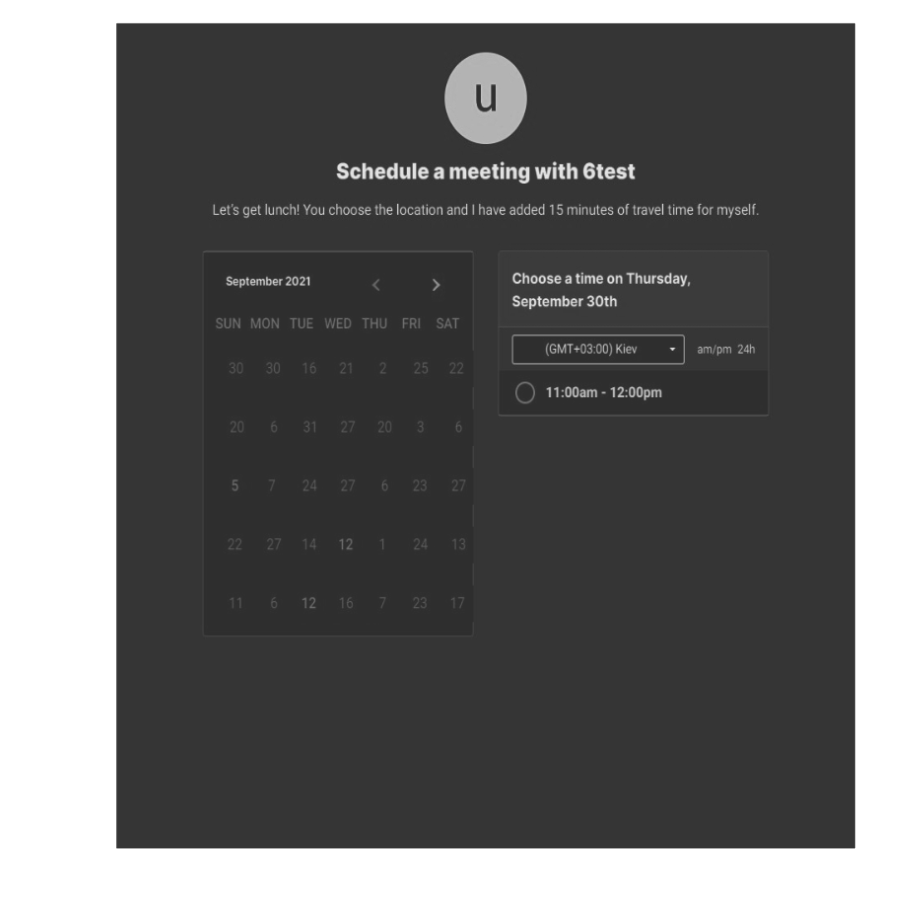 u
Schedule a meeting with 6test
Let's get lunch! You choose the location and I have added 15 minutes of travel time for myself.
September 2021
SUN MON TUE WED THU FRI SAT
30 30 16 21 2 25 22
20 6 31 27 20 3 6
5 7 24 27 6 23 27
22 27 14 12 1 24 13
11 6 12 16 7 23 17
Choose a time on Thursday,
September 30th
(GMT+03:00) Kiev am/pm 24h
11:00am - 12:00pm